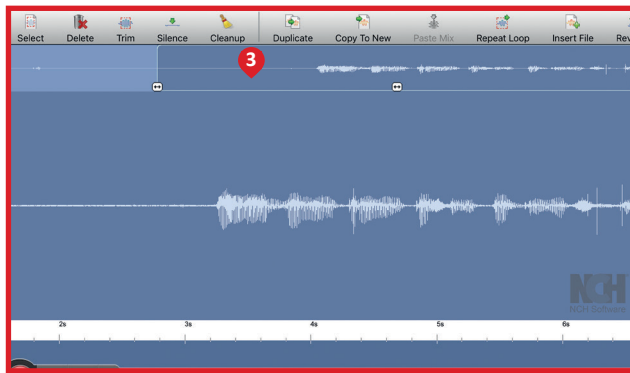 Select Delete Trim Silence Cleanup Duplicate Copy To New Paste Mix Repeat Loop Insert File
3
NCH
NCH Software
2s 3s 4s 5s 6s